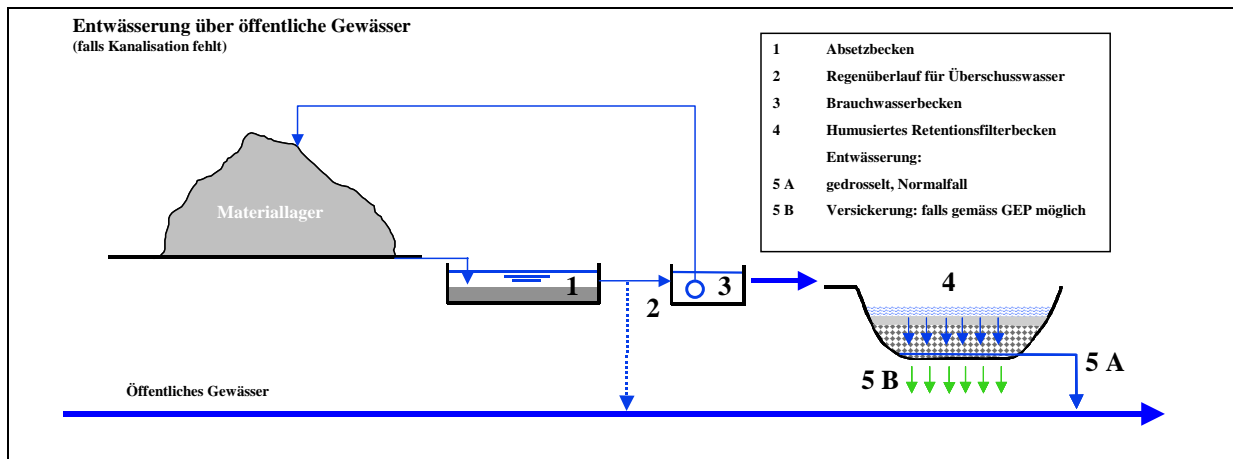 Entwässerung über öffentliche Gewässer
(falls Kanalisation fehlt)
1 Absetzbecken
2 Regenüberlauf für Überschusswasser
3 Brauchwasserbecken
4 Humusiertes Retentionsfilterbecken
Entwässerung:
5 A gedrosselt, Normalfall
5 B Versickerung: falls gemäss GEP möglich
Materiallager
1
2
3
4
5 A
5 B
Öffentliches Gewässer